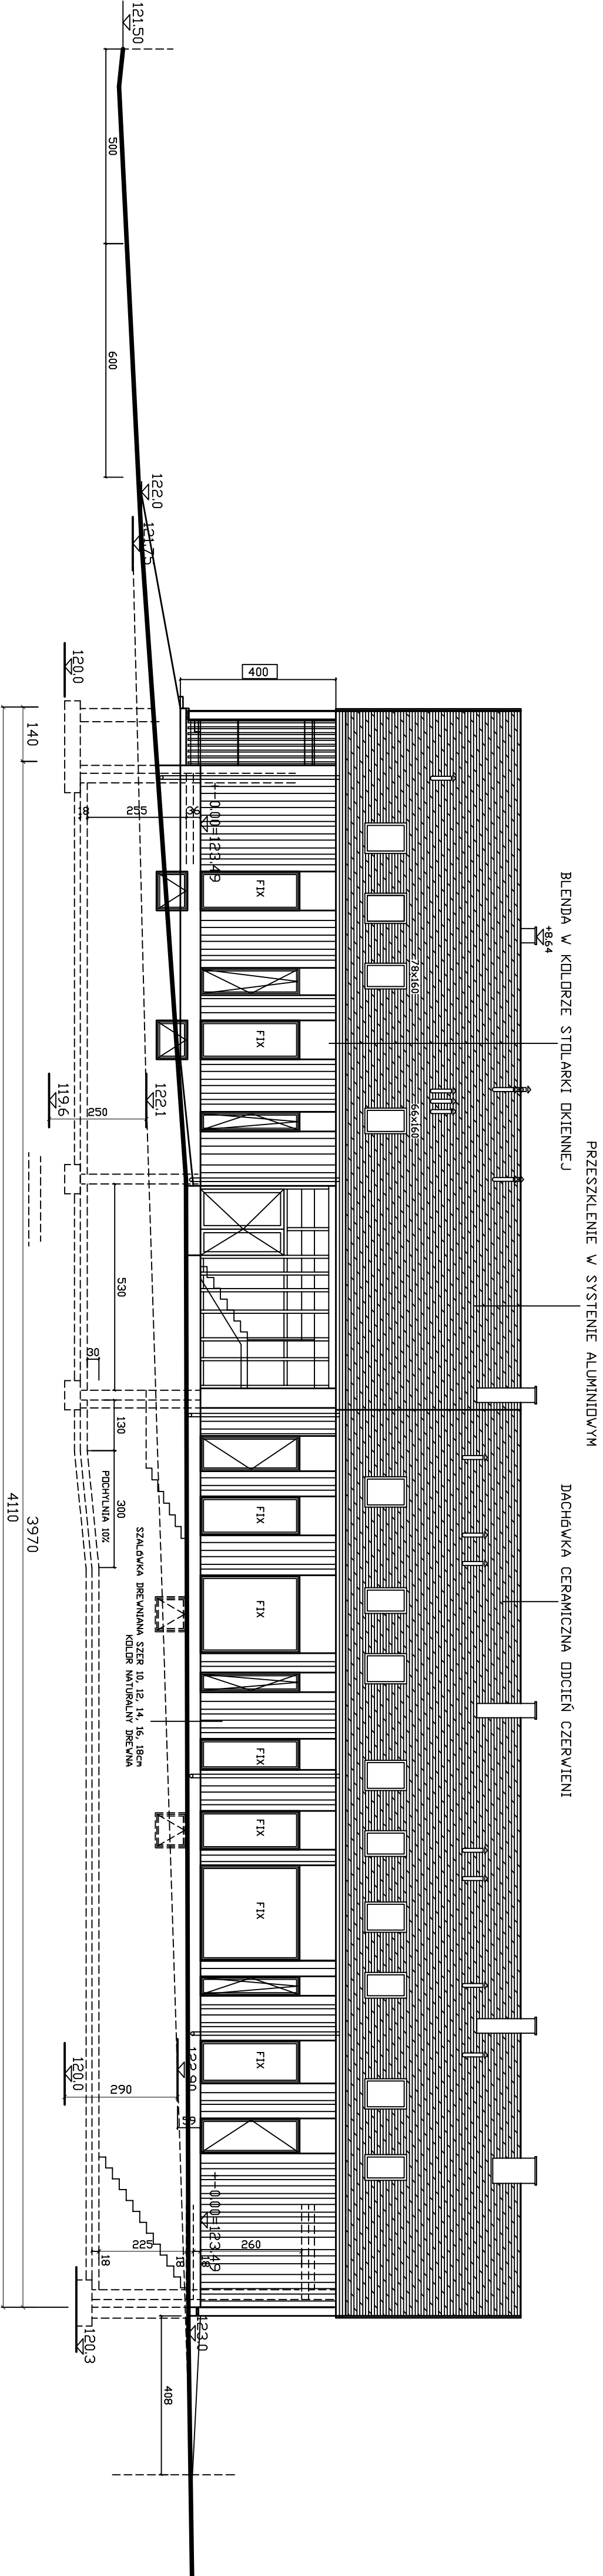 PRZESZKLENIE W SYSTENIE ALUMINIOWYM
BLENDA W KOLORZE STOLARKI OKIENNEJ
DACHÓWKA CERAMICZNA ODCIEŃ CZERWIENI
+8.64
78x160
66x160
400
FIX
FIX
FIX
FIX
FIX
FIX
FIX
FIX
+-0.00=123.49
+-0.00=123.49
260
121.50
500
600
122.0
121.75
120.0
18
255
36
122.1
119.6
250
530
30
130
300
POCHYLNIA 10%
SZALÓWKA DREWNIANA SZER 10, 12, 14, 16, 18cm
KOLOR NATURALNY DREWNA
122.90
59
120.0
290
225
18
18
18
123.0
120.3
408
140
3970
4110